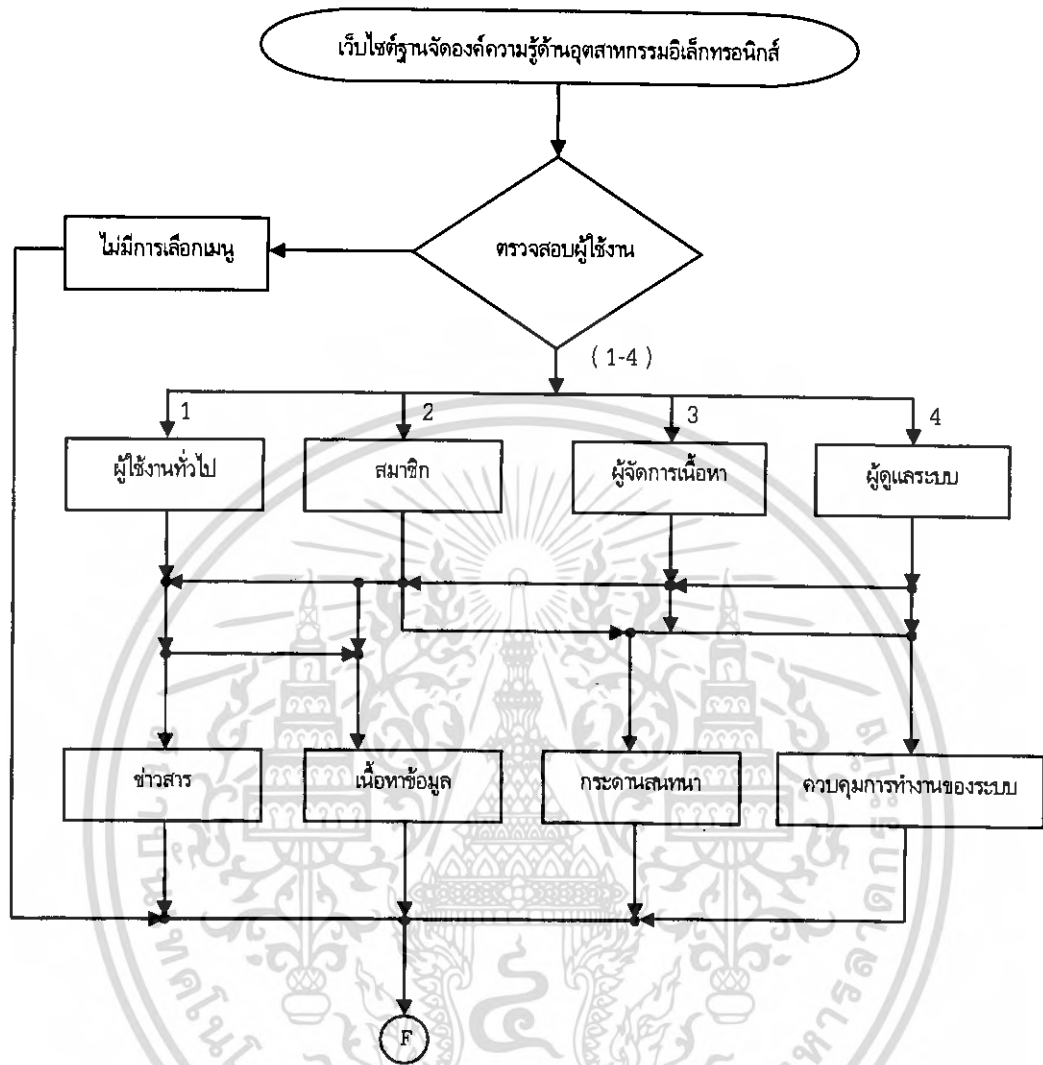 เว็บไซต์ฐานจัดองค์ความรู้ด้านอุตสาหกรรมอิเล็กทรอนิกส์
ตรวจสอบผู้ใช้งาน
ไม่มีการเลือกเมนู
( 1-4 )
1
2
3
4
ผู้ใช้งานทั่วไป
สมาชิก
ผู้จัดการเนื้อหา
ผู้ดูแลระบบ
ข่าวสาร
เนื้อหาข้อมูล
กระดานสนทนา
ควบคุมการทำงานของระบบ
F